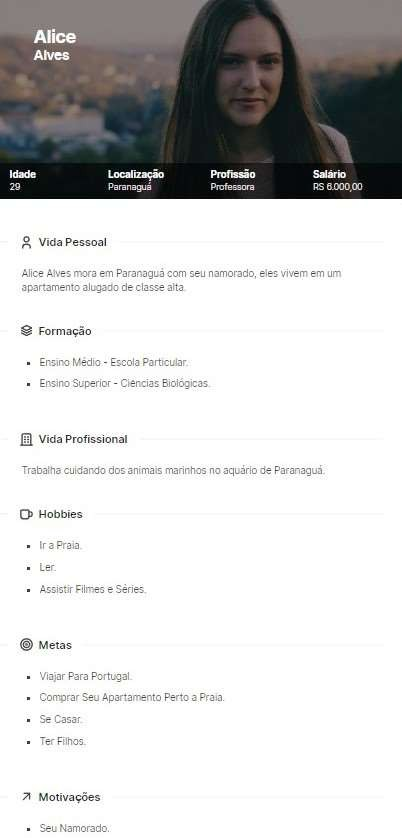 Alice
Alves
Idade
29
Localização
Paranaguá
Profissão
Professora
Salário
RS 6.000,00
Vida Pessoal
Alice Alves mora em Paranaguá com seu namorado, eles vivem em um
apartamento alugado de classe alta.
Formação
Ensino Médio - Escola Particular.
Ensino Superior - Ciências Biológicas.
Vida Profissional
Trabalha cuidando dos animais marinhos no aquário de Paranaguá.
Hobbies
Ir a Praia.
Ler.
Assistir Filmes e Séries.
Metas
Viajar Para Portugal.
Comprar Seu Apartamento Perto a Praia.
Se Casar.
Ter Filhos.
Motivações
Seu Namorado.